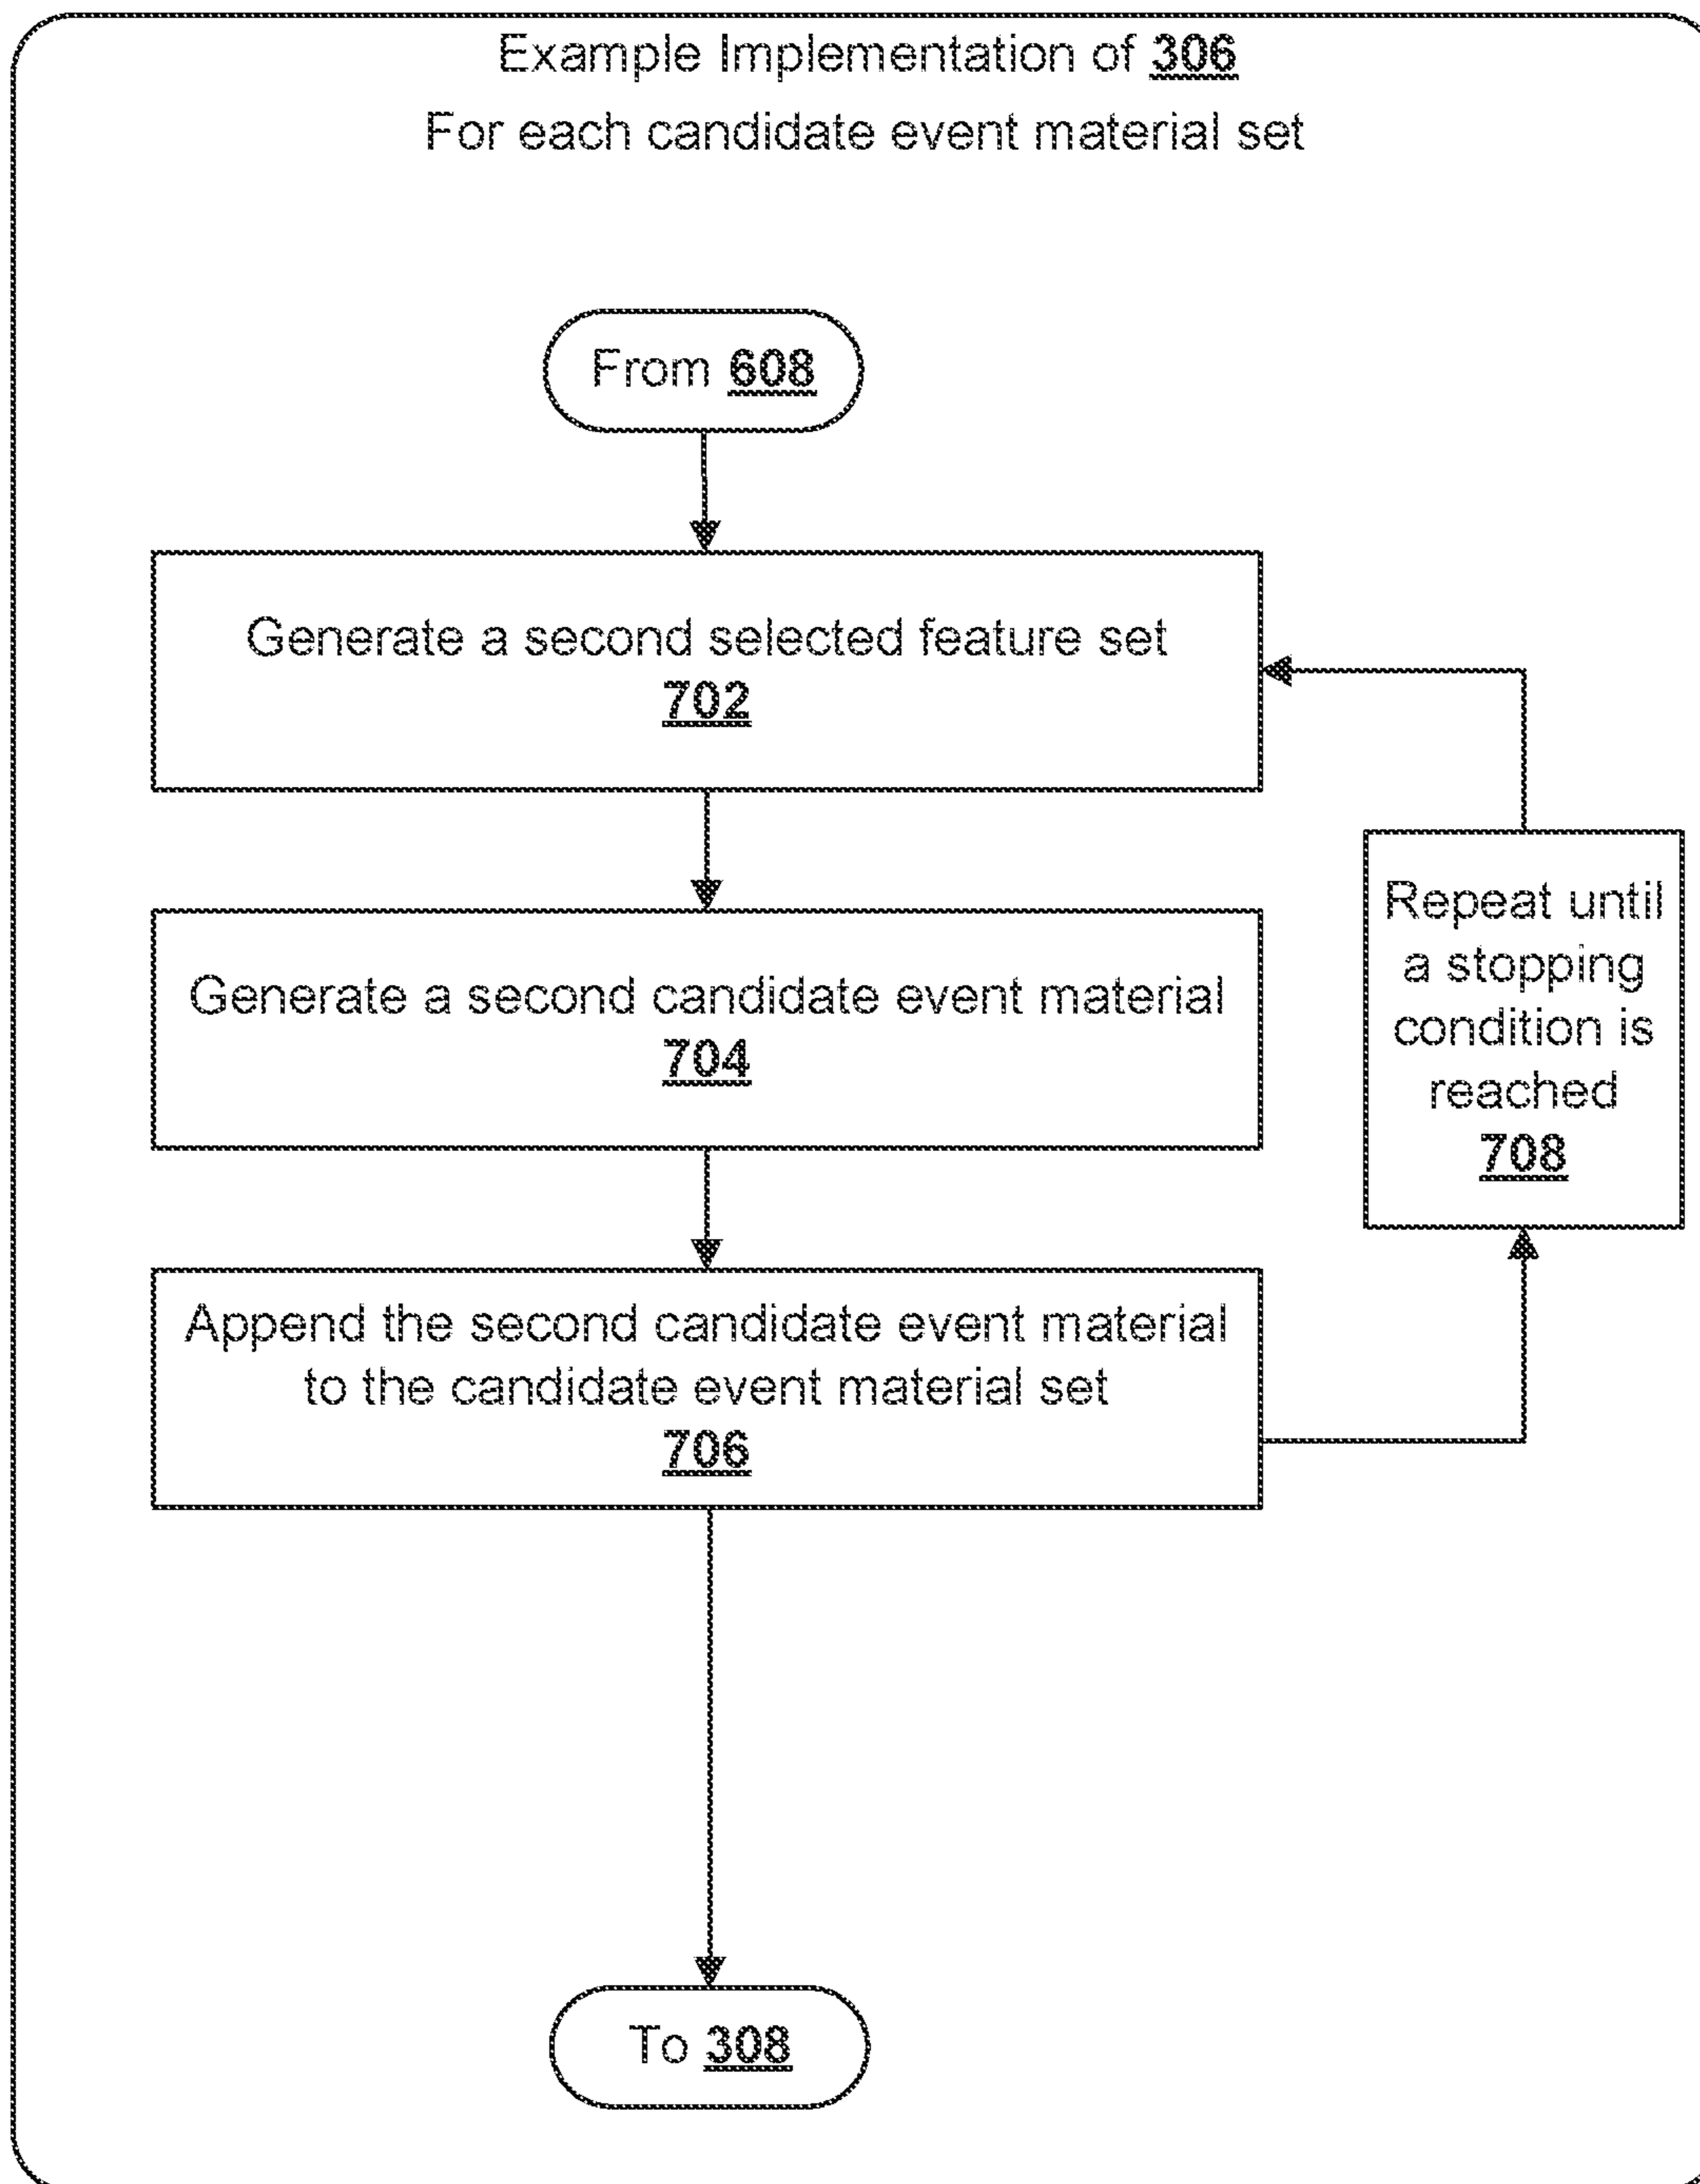 Example Implementation of 306
For each candidate event material set
From 608
Generate a second selected feature set
702
Generate a second candidate event material
704
Append the second candidate event material
to the candidate event material set
706
Repeat until
a stopping
condition is
reached
708
To 308